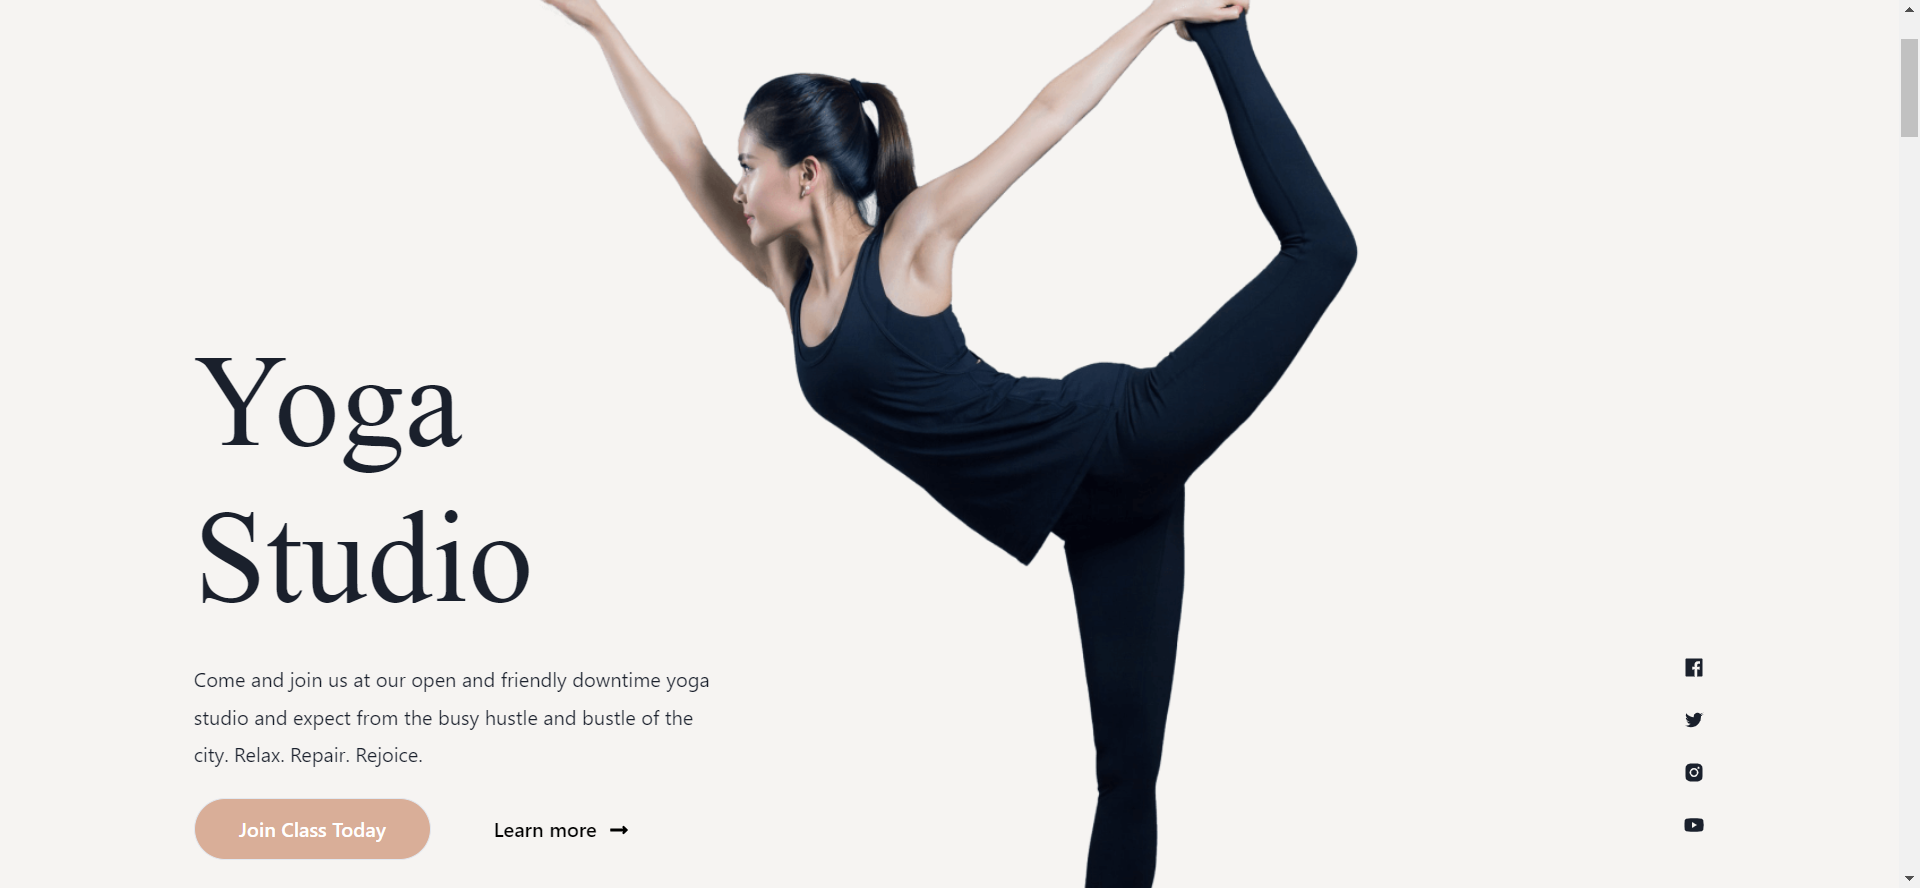 Yoga
Studio
Come and join us at our open and friendly downtime yoga
studio and expect from the busy hustle and bustle of the
city. Relax. Repair. Rejoice.
Join Class Today
Learn more